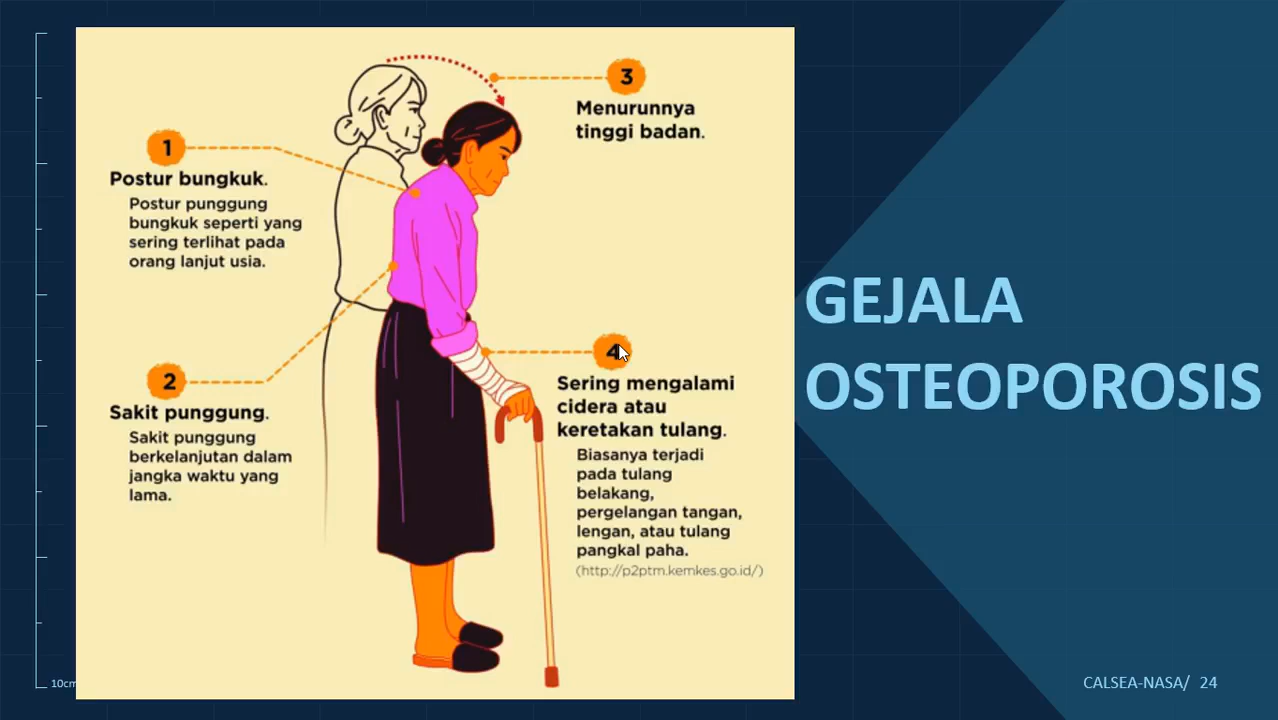 3
Menurunnya
tinggi badan.
1
Postur bungkuk.
Postur punggung
bungkuk seperti yang
sering terlihat pada
orang lanjut usia.
2
Sakit punggung.
Sakit punggung
berkelanjutan dalam
jangka waktu yang
lama.
4
Sering mengalami
cidera atau
keretakan tulang.
Biasanya terjadi
pada tulang
belakang,
pergelangan tangan,
lengan, atau tulang
pangkal paha.
(http://p2ptm.kemkes.go.id/)
GEJALA
OSTEOPOROSIS
10cm
CALSEA-NASA/ 24